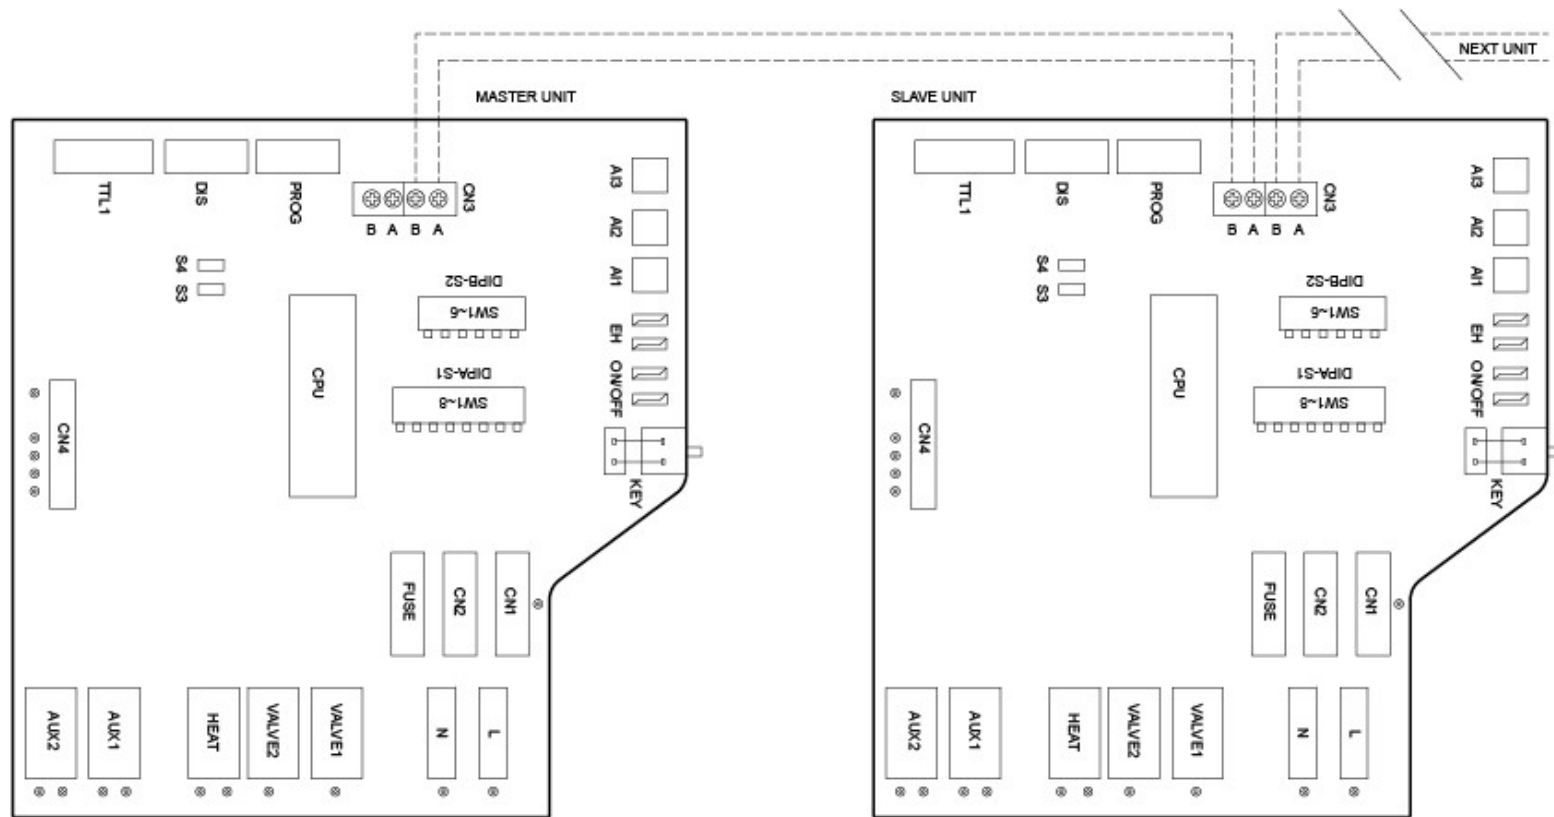 NEXT UNIT
MASTER UNIT
SLAVE UNIT
TTL1
DIS
PROG
CN3
B A B A
AI3
AI2
AI1
S4
S3
DIPB-S2
SW1~6
EH
CPU
DIPA-S1
SW1~8
ON/OFF
CN4
KEY
FUSE
CN2
CN1
AUX2
AUX1
HEAT
VALVE2
VALVE1
N
L
TTL1
DIS
PROG
CN3
B A B A
AI3
AI2
AI1
S4
S3
DIPB-S2
SW1~6
EH
CPU
DIPA-S1
SW1~8
ON/OFF
CN4
KEY
FUSE
CN2
CN1
AUX2
AUX1
HEAT
VALVE2
VALVE1
N
L